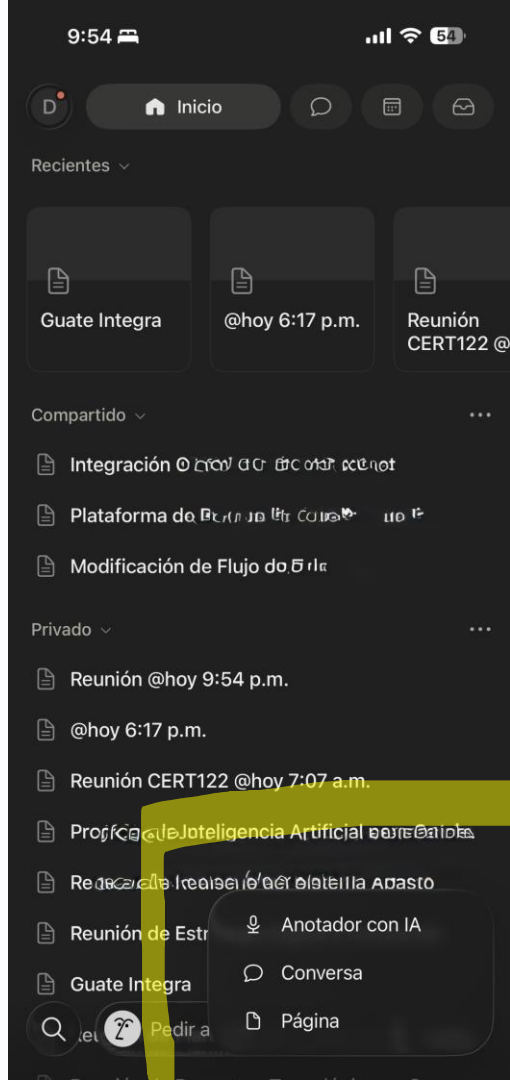 9:54
54
D
Inicio
Recientes
Guate Integra
@hoy 6:17 p.m.
Reunión
CERT122 @
Compartido
Integración
Plataforma de
Modificación de Flujo
Privado
Reunión @hoy 9:54 p.m.
@hoy 6:17 p.m.
Reunión CERT122 @hoy 7:07 a.m.
Inteligencia Artificial
Reunión de Estr
Anotador con IA
Guate Integra
Conversa
Pedir a
Página